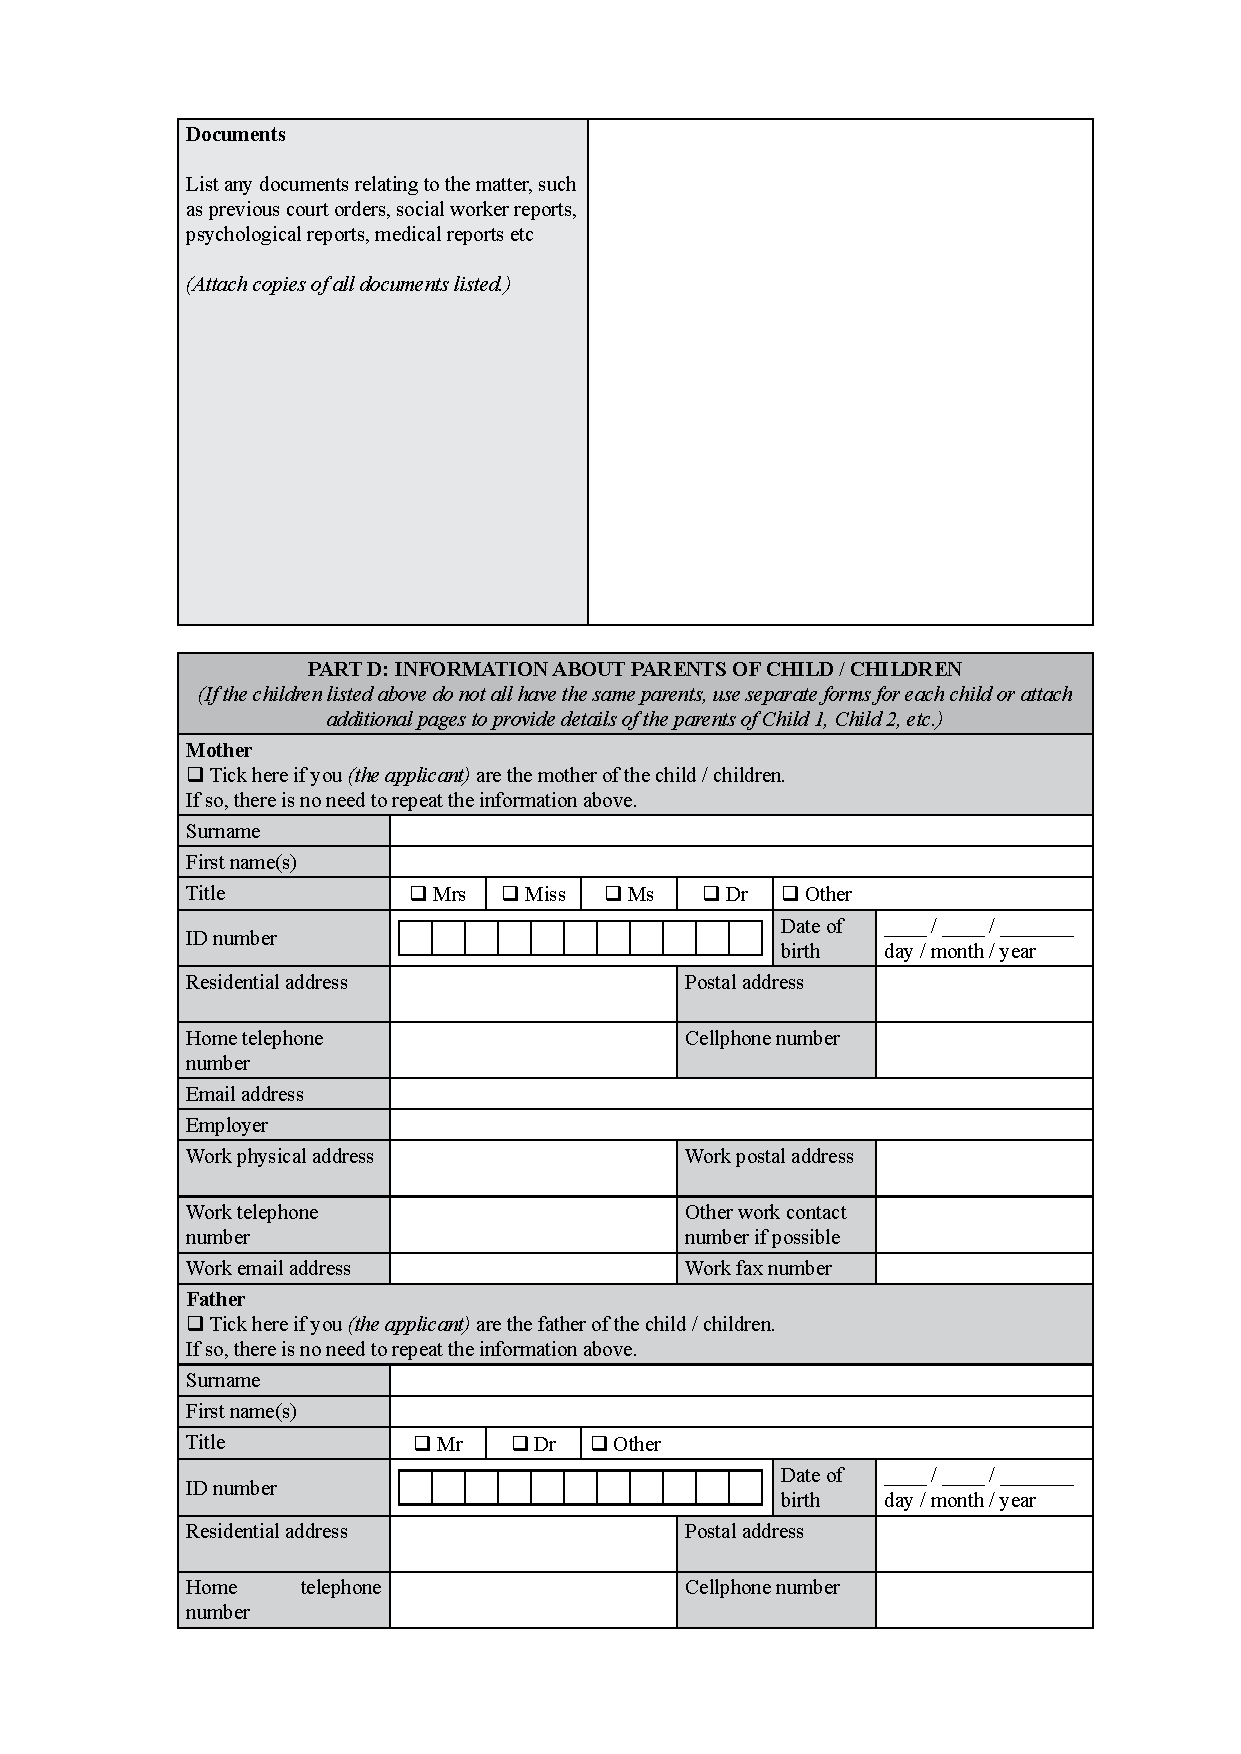 Documents
List any documents relating to the matter, such
as previous court orders, social worker reports,
psychological reports, medical reports etc
(Attach copies of all documents listed.)
PART D: INFORMATION ABOUT PARENTS OF CHILD / CHILDREN
(If the children listed above do not all have the same parents, use separate forms for each child or attach
additional pages to provide details of the parents of Child 1, Child 2, etc.)
Mother
❑ Tick here if you (the applicant) are the mother of the child / children.
If so, there is no need to repeat the information above.
Surname
First name(s)
Title ❑ Mrs ❑ Miss ❑ Ms ❑ Dr ❑ Other
ID number
Date of
birth
____ / ____ / _______
day / month / year
Residential address
Postal address
Home telephone
number
Cellphone number
Email address
Employer
Work physical address
Work postal address
Work telephone
number
Other work contact
number if possible
Work email address
Work fax number
Father
❑ Tick here if you (the applicant) are the father of the child / children.
If so, there is no need to repeat the information above.
Surname
First name(s)
Title ❑ Mr ❑ Dr ❑ Other
ID number
Date of
birth
____ / ____ / _______
day / month / year
Residential address
Postal address
Home telephone
number
Cellphone number